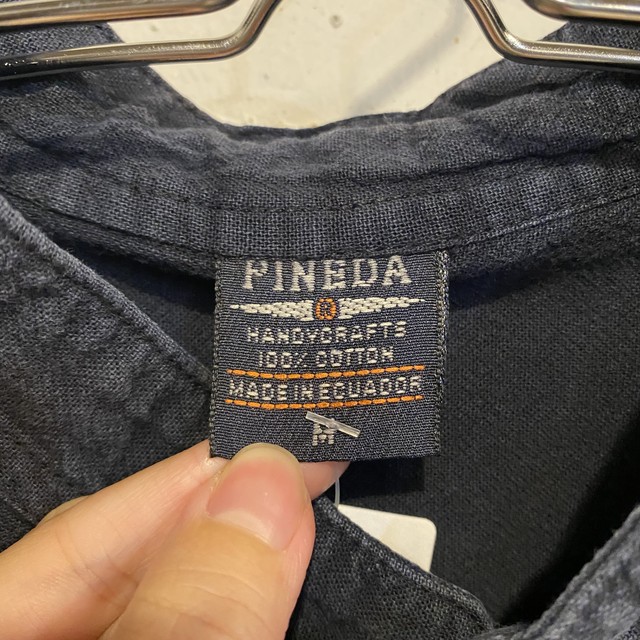 PINEDA
HANDYCRAFTS
100% COTTON
MADE IN ECUADOR
M